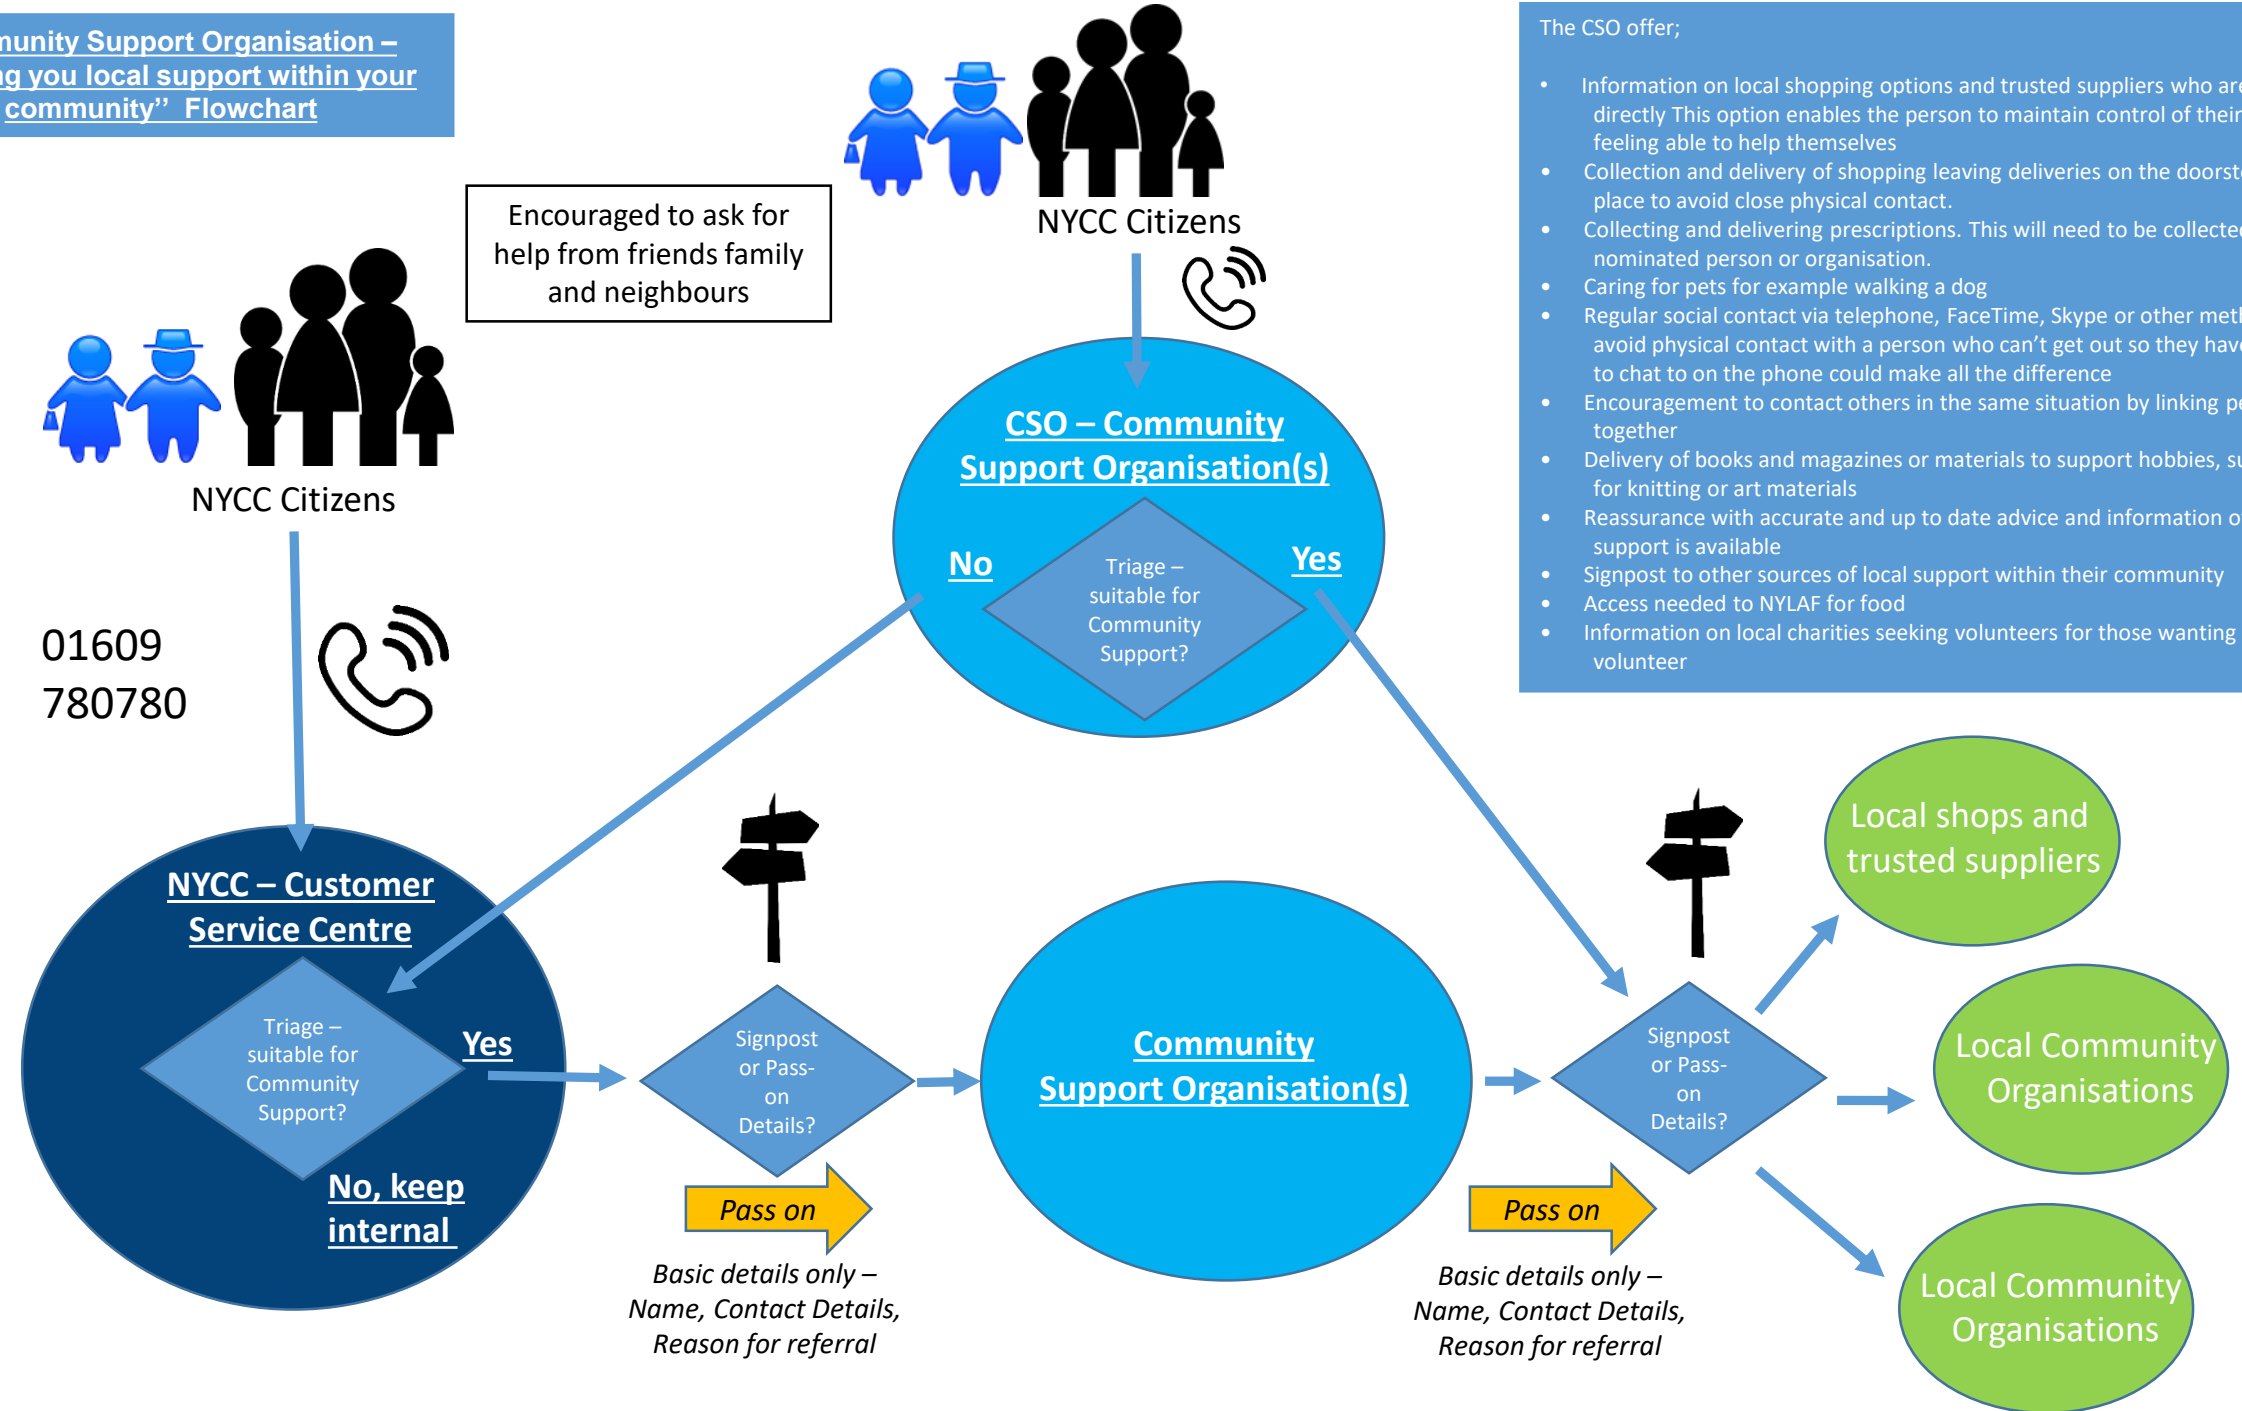 Support Organisation –
you local support within your
community" Flowchart
Encouraged to ask for
help from friends family
and neighbours
NYCC Citizens
NYCC Citizens
01609
780780
The CSO offer;
• Information on local shopping options and trusted suppliers who are
directly This option enables the person to maintain control of their
feeling able to help themselves
• Collection and delivery of shopping leaving deliveries on the
place to avoid close physical contact.
• Collecting and delivering prescriptions. This will need to be collected
nominated person or organisation.
• Caring for pets for example walking a dog
• Regular social contact via telephone, FaceTime, Skype or other
avoid physical contact with a person who can't get out so they have
to chat to on the phone could make all the difference
• Encouragement to contact others in the same situation by linking
together
• Delivery of books and magazines or materials to support hobbies,
for knitting or art materials
• Reassurance with accurate and up to date advice and information
support is available
• Signpost to other sources of local support within their community
• Access needed to NYLAF for food
• Information on local charities seeking volunteers for those wanting
volunteer
CSO – Community
Support Organisation(s)
No
Yes
Triage –
suitable for
Community
Support?
NYCC – Customer
Service Centre
Triage –
suitable for
Community
Support?
Yes
No, keep
internal
Signpost
or Pass-
on
Details?
Pass on
Basic details only –
Name, Contact Details,
Reason for referral
Community
Support Organisation(s)
Signpost
or Pass-
on
Details?
Pass on
Basic details only –
Name, Contact Details,
Reason for referral
Local shops and
trusted suppliers
Local Community
Organisations
Local Community
Organisations